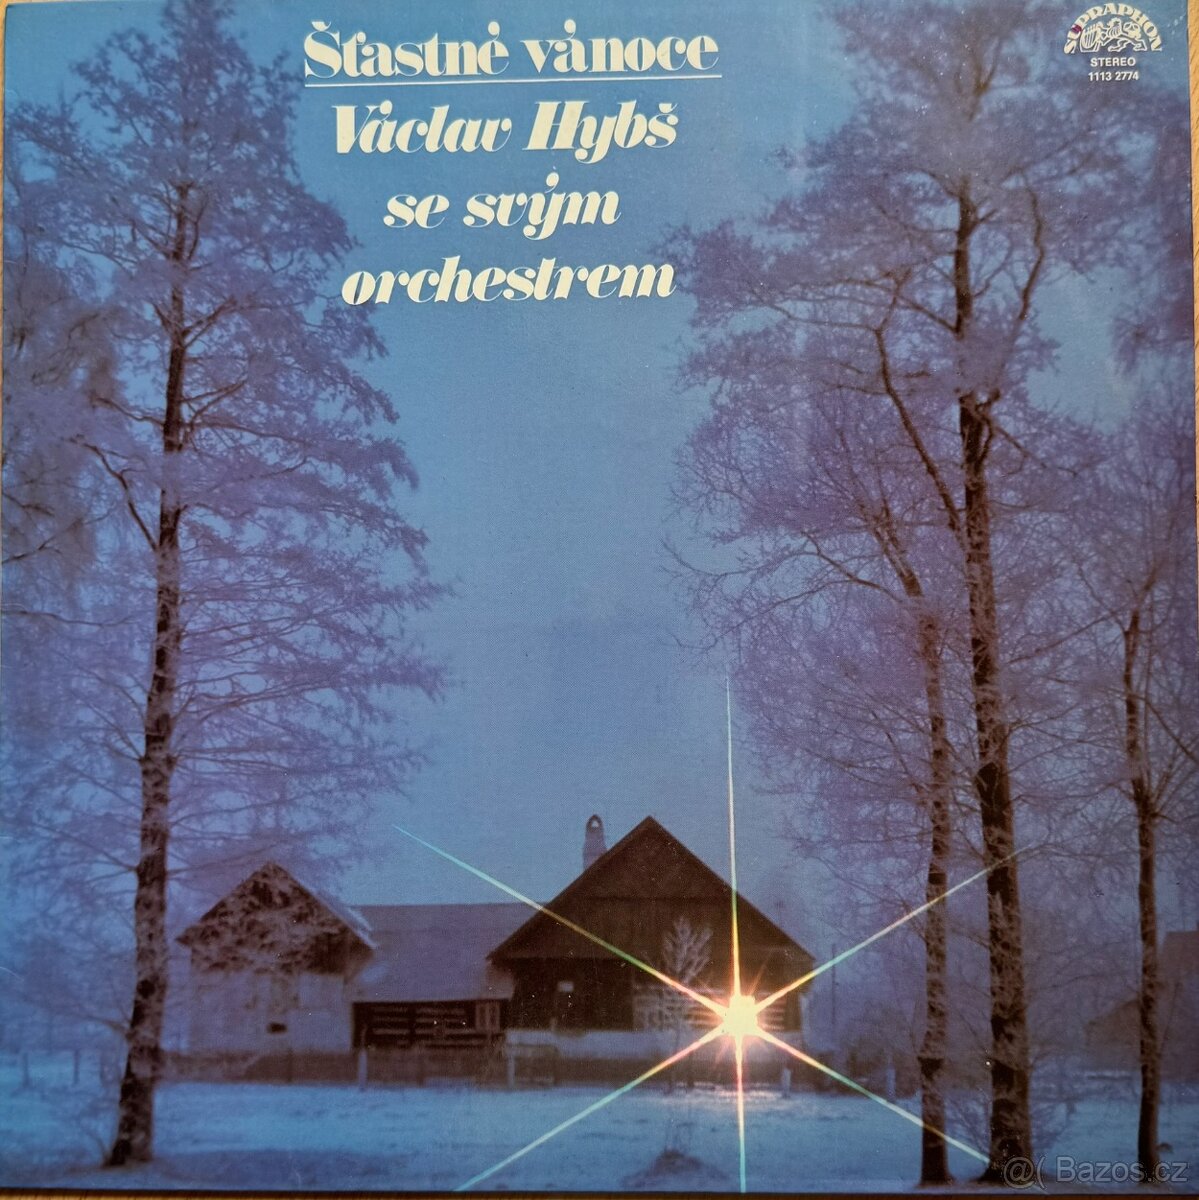 Šťastné vánoce
Václav Hybš
se svým
orchestrem
SUPRAPHON
STEREO
1113 2774
@( Bazos.cz